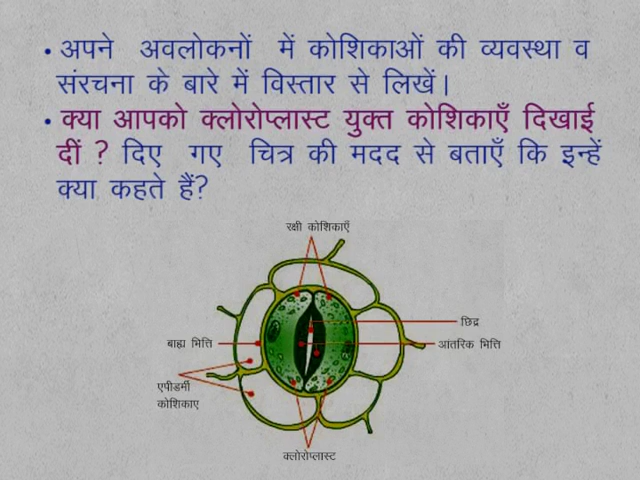 • अपने अवलोकनों में कोशिकाओं की व्यवस्था व
संरचना के बारे में विस्तार से लिखें।
• क्या आपको क्लोरोप्लास्ट युक्त कोशिकाएँ दिखाई
दीं ? दिए गए चित्र की मदद से बताएँ कि इन्हें
क्या कहते हैं?
रक्षी कोशिकाएँ
छिद्र
बाह्य भित्ति
आंतरिक भित्ति
एपीडर्मी
कोशिकाए
क्लोरोप्लास्ट